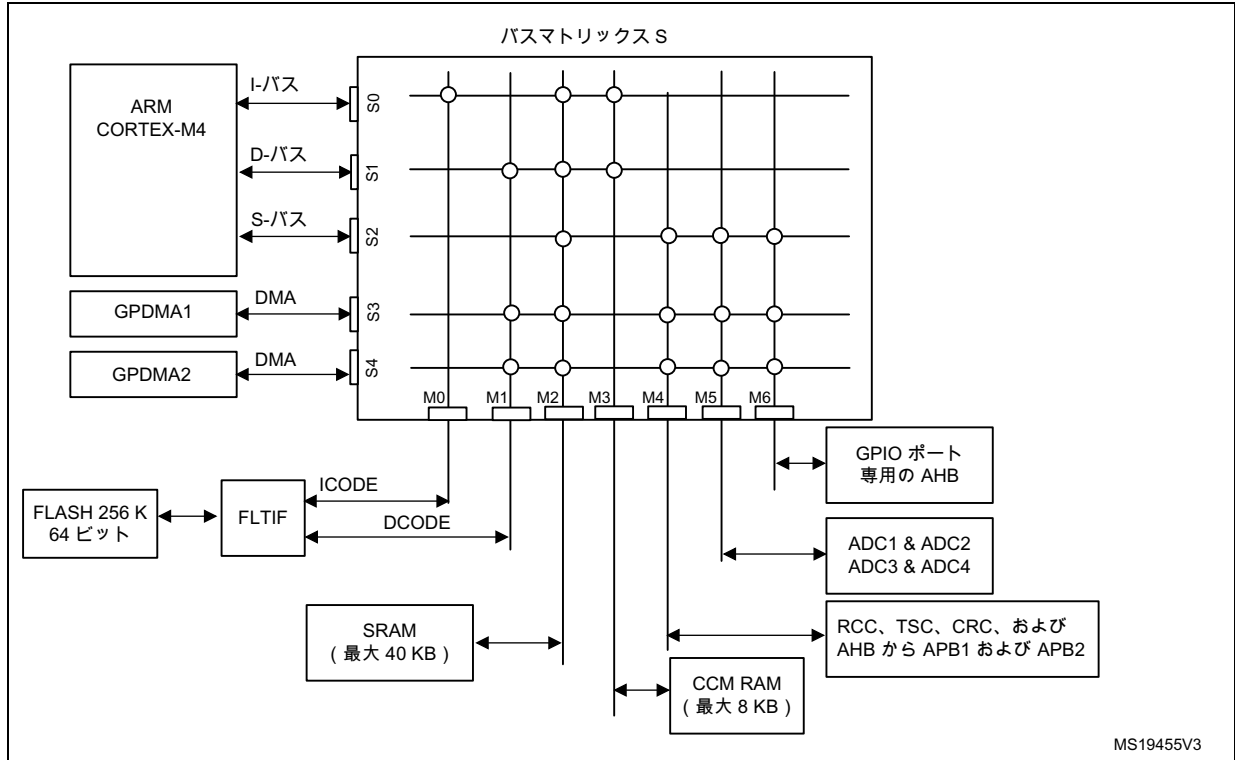 バスマトリックス S
ARM
CORTEX-M4
I-バス
S0
D-バス
S1
S-バス
S2
GPDMA1
DMA
S3
GPDMA2
DMA
S4
M0
M1
M2
M3
M4
M5
M6
GPIO ポート
専用の AHB
ICODE
FLASH 256 K
64 ビット
FLTIF
DCODE
ADC1 & ADC2
ADC3 & ADC4
SRAM
( 最大 40 KB )
RCC、TSC、CRC、および
AHB から APB1 および APB2
CCM RAM
( 最大 8 KB )
MS19455V3